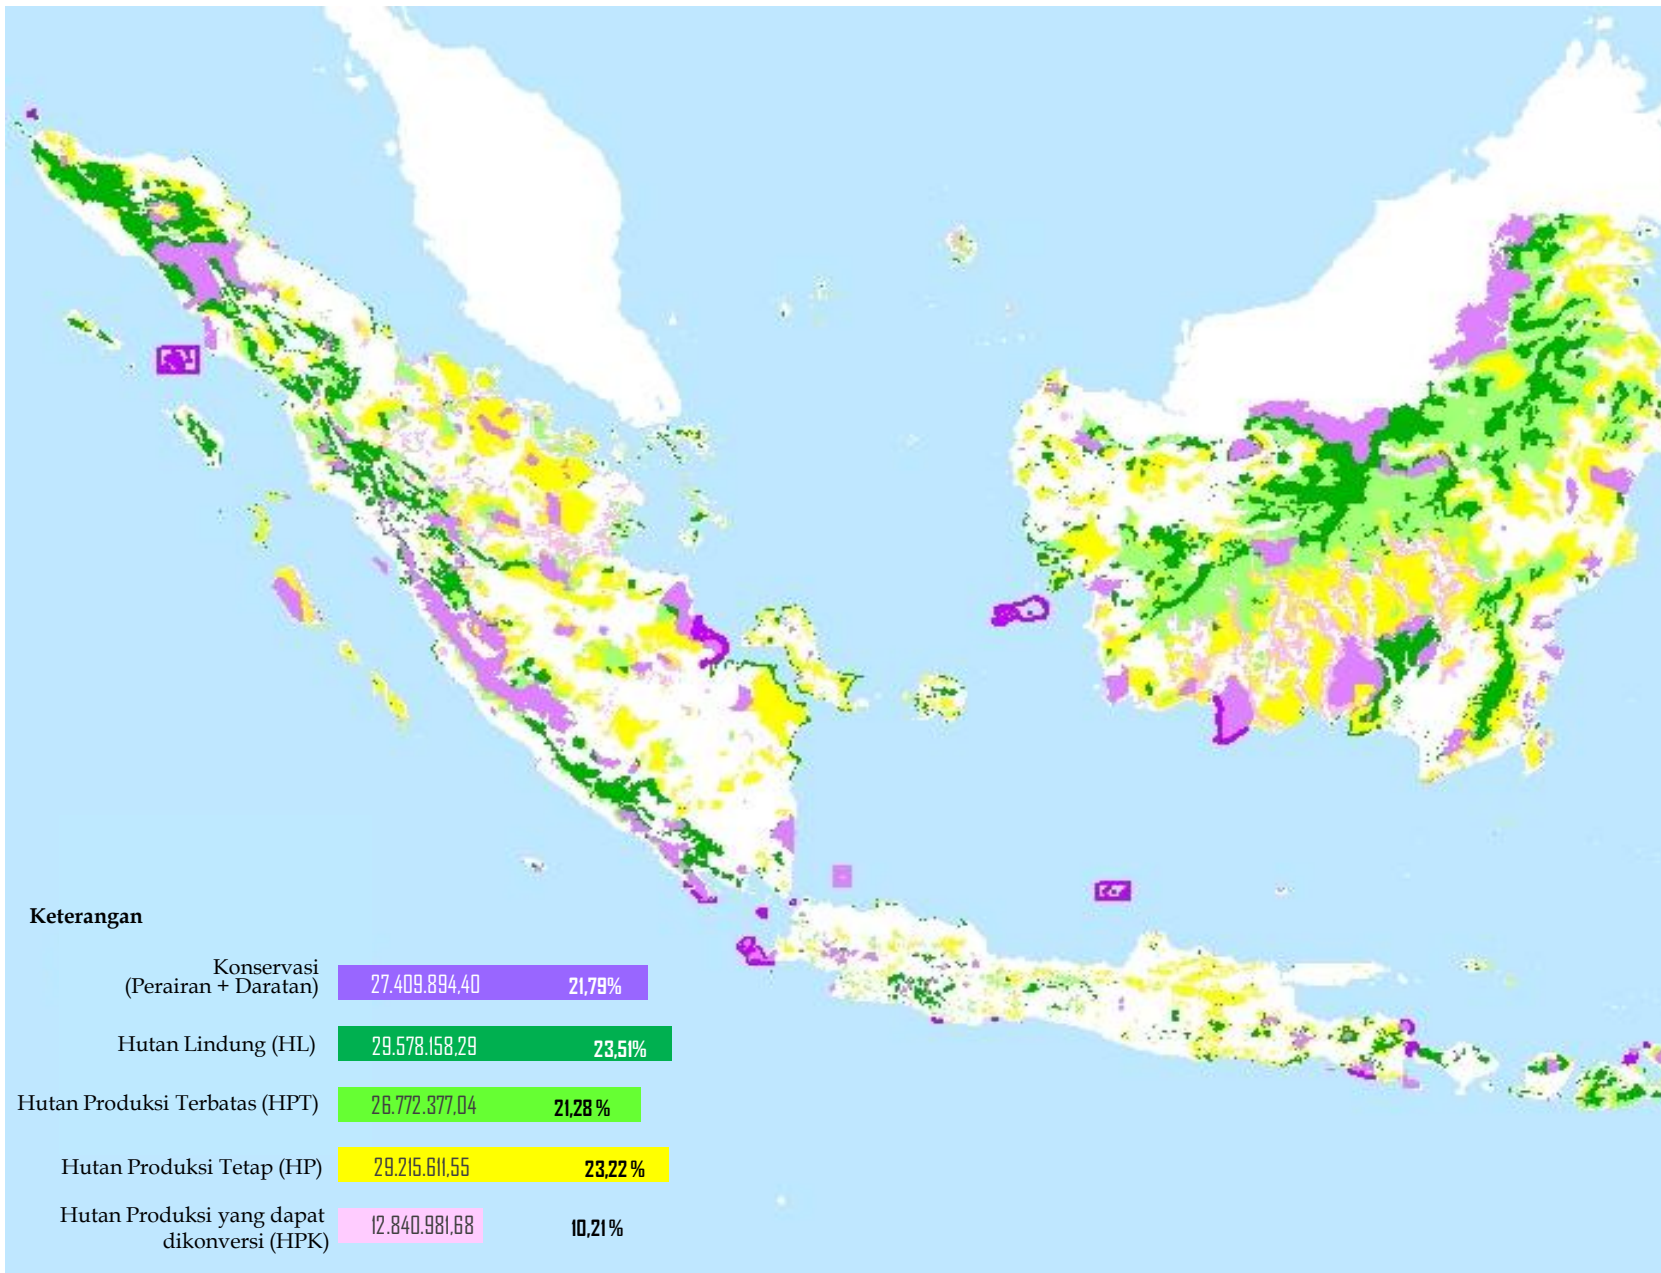 Keterangan
Konservasi
(Perairan + Daratan)
27.409.894,40 21,79%
Hutan Lindung (HL)
29.578.158,29 23,51%
Hutan Produksi Terbatas (HPT)
26.772.377,04 21,28 %
Hutan Produksi Tetap (HP)
29.215.611,55 23,22 %
Hutan Produksi yang dapat
dikonversi (HPK)
12.840.981,68 10,21 %